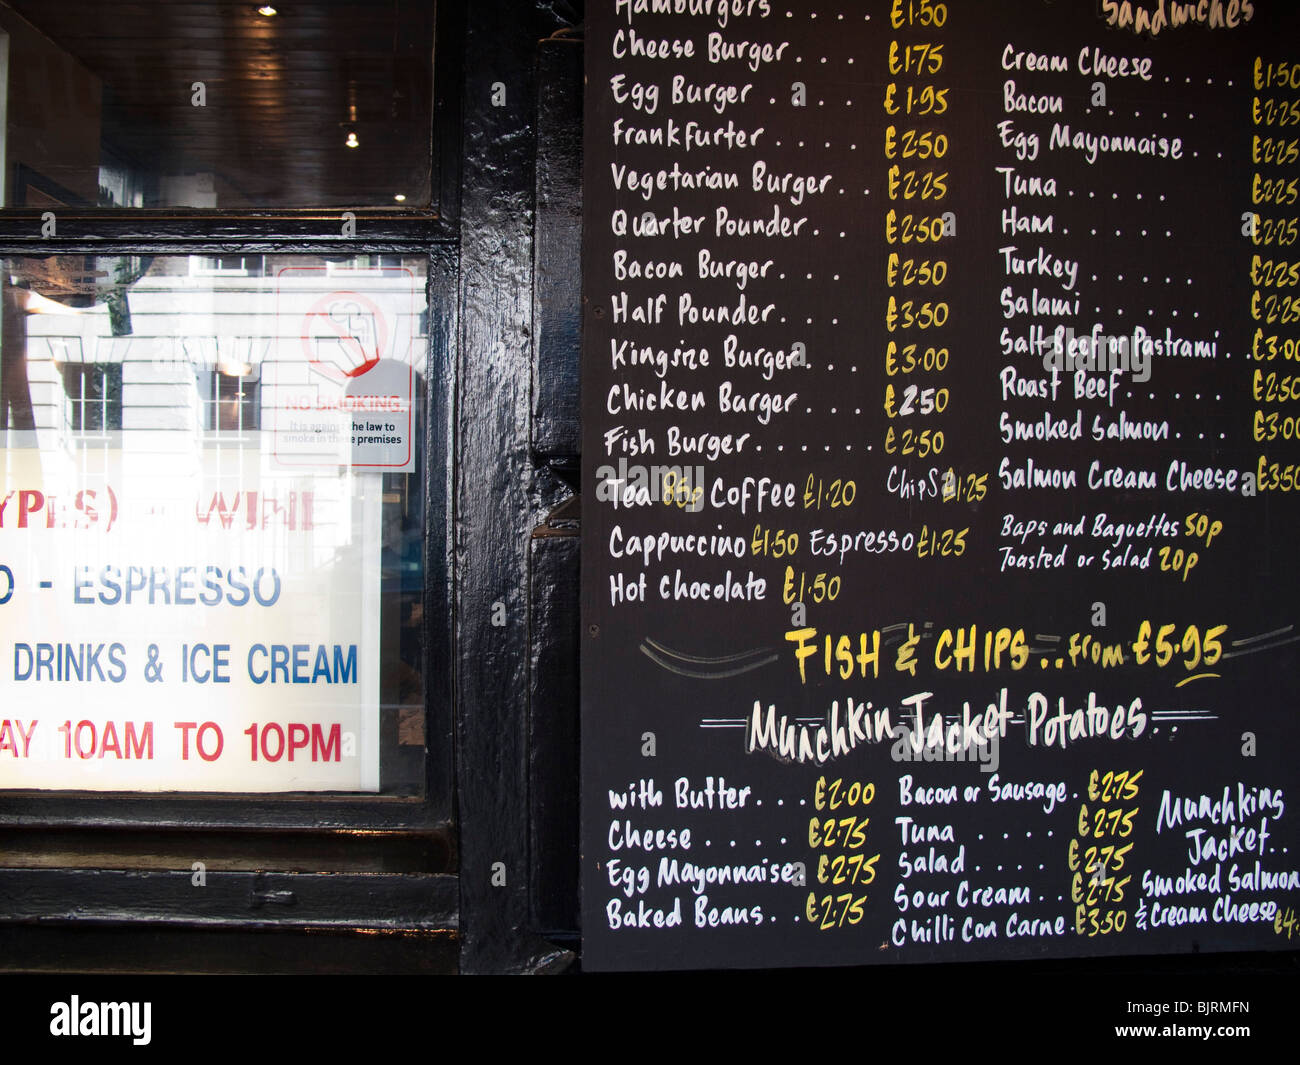 NO SMOKING.
It is against the law to
smoke in these premises
YPES) - WINE
O - ESPRESSO
DRINKS & ICE CREAM
AY 10AM TO 10PM
Hamburgers .... £1.50
Cheese Burger £1.75
Egg Burger .... £1.95
Frankfurter .... £2.50
Vegetarian Burger .. £2.25
Quarter Pounder .. £2.50
Bacon Burger ... £2.50
Half Pounder ... £3.50
Kingsize Burger .. £3.00
Chicken Burger ... £2.50
Fish Burger ... £2.50
Tea 85p Coffee £1.20 Chips £1.25
Cappuccino £1.50 Espresso £1.25
Hot Chocolate £1.50
Sandwiches
Cream Cheese .... £1.50
Bacon ..... £2.25
Egg Mayonnaise .. £2.25
Tuna ..... £2.25
Ham ..... £2.25
Turkey ..... £2.25
Salami ..... £2.25
Salt Beef or Pastrami .. £3.00
Roast Beef ..... £2.50
Smoked Salmon ... £3.00
Salmon Cream Cheese £3.50
Baps and Baguettes 50p
Toasted or Salad 20p
FISH & CHIPS .. from £5.95
Munchkin Jacket Potatoes..
with Butter ... £2.00
Cheese .... £2.75
Egg Mayonnaise. £2.75
Baked Beans .. £2.75
Bacon or Sausage . £2.75
Tuna .... £2.75
Salad .... £2.75
Sour Cream .. £2.75
Chilli Con Carne . £3.50
Munchkins
Jacket..
Smoked Salmon
& Cream Cheese £4.
alamy
Image ID: BJRMFN
www.alamy.com